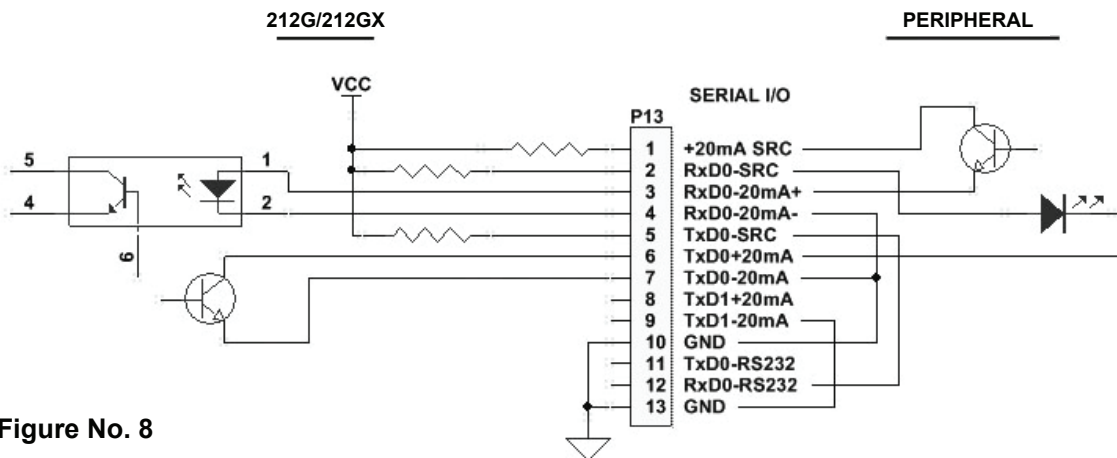 212G/212GX
PERIPHERAL
VCC
SERIAL I/O
P13
5
4
6
1
2
1 +20mA SRC
2 RxD0-SRC
3 RxD0-20mA+
4 RxD0-20mA-
5 TxD0-SRC
6 TxD0+20mA
7 TxD0-20mA
8 TxD1+20mA
9 TxD1-20mA
10 GND
11 TxD0-RS232
12 RxD0-RS232
13 GND
Figure No. 8